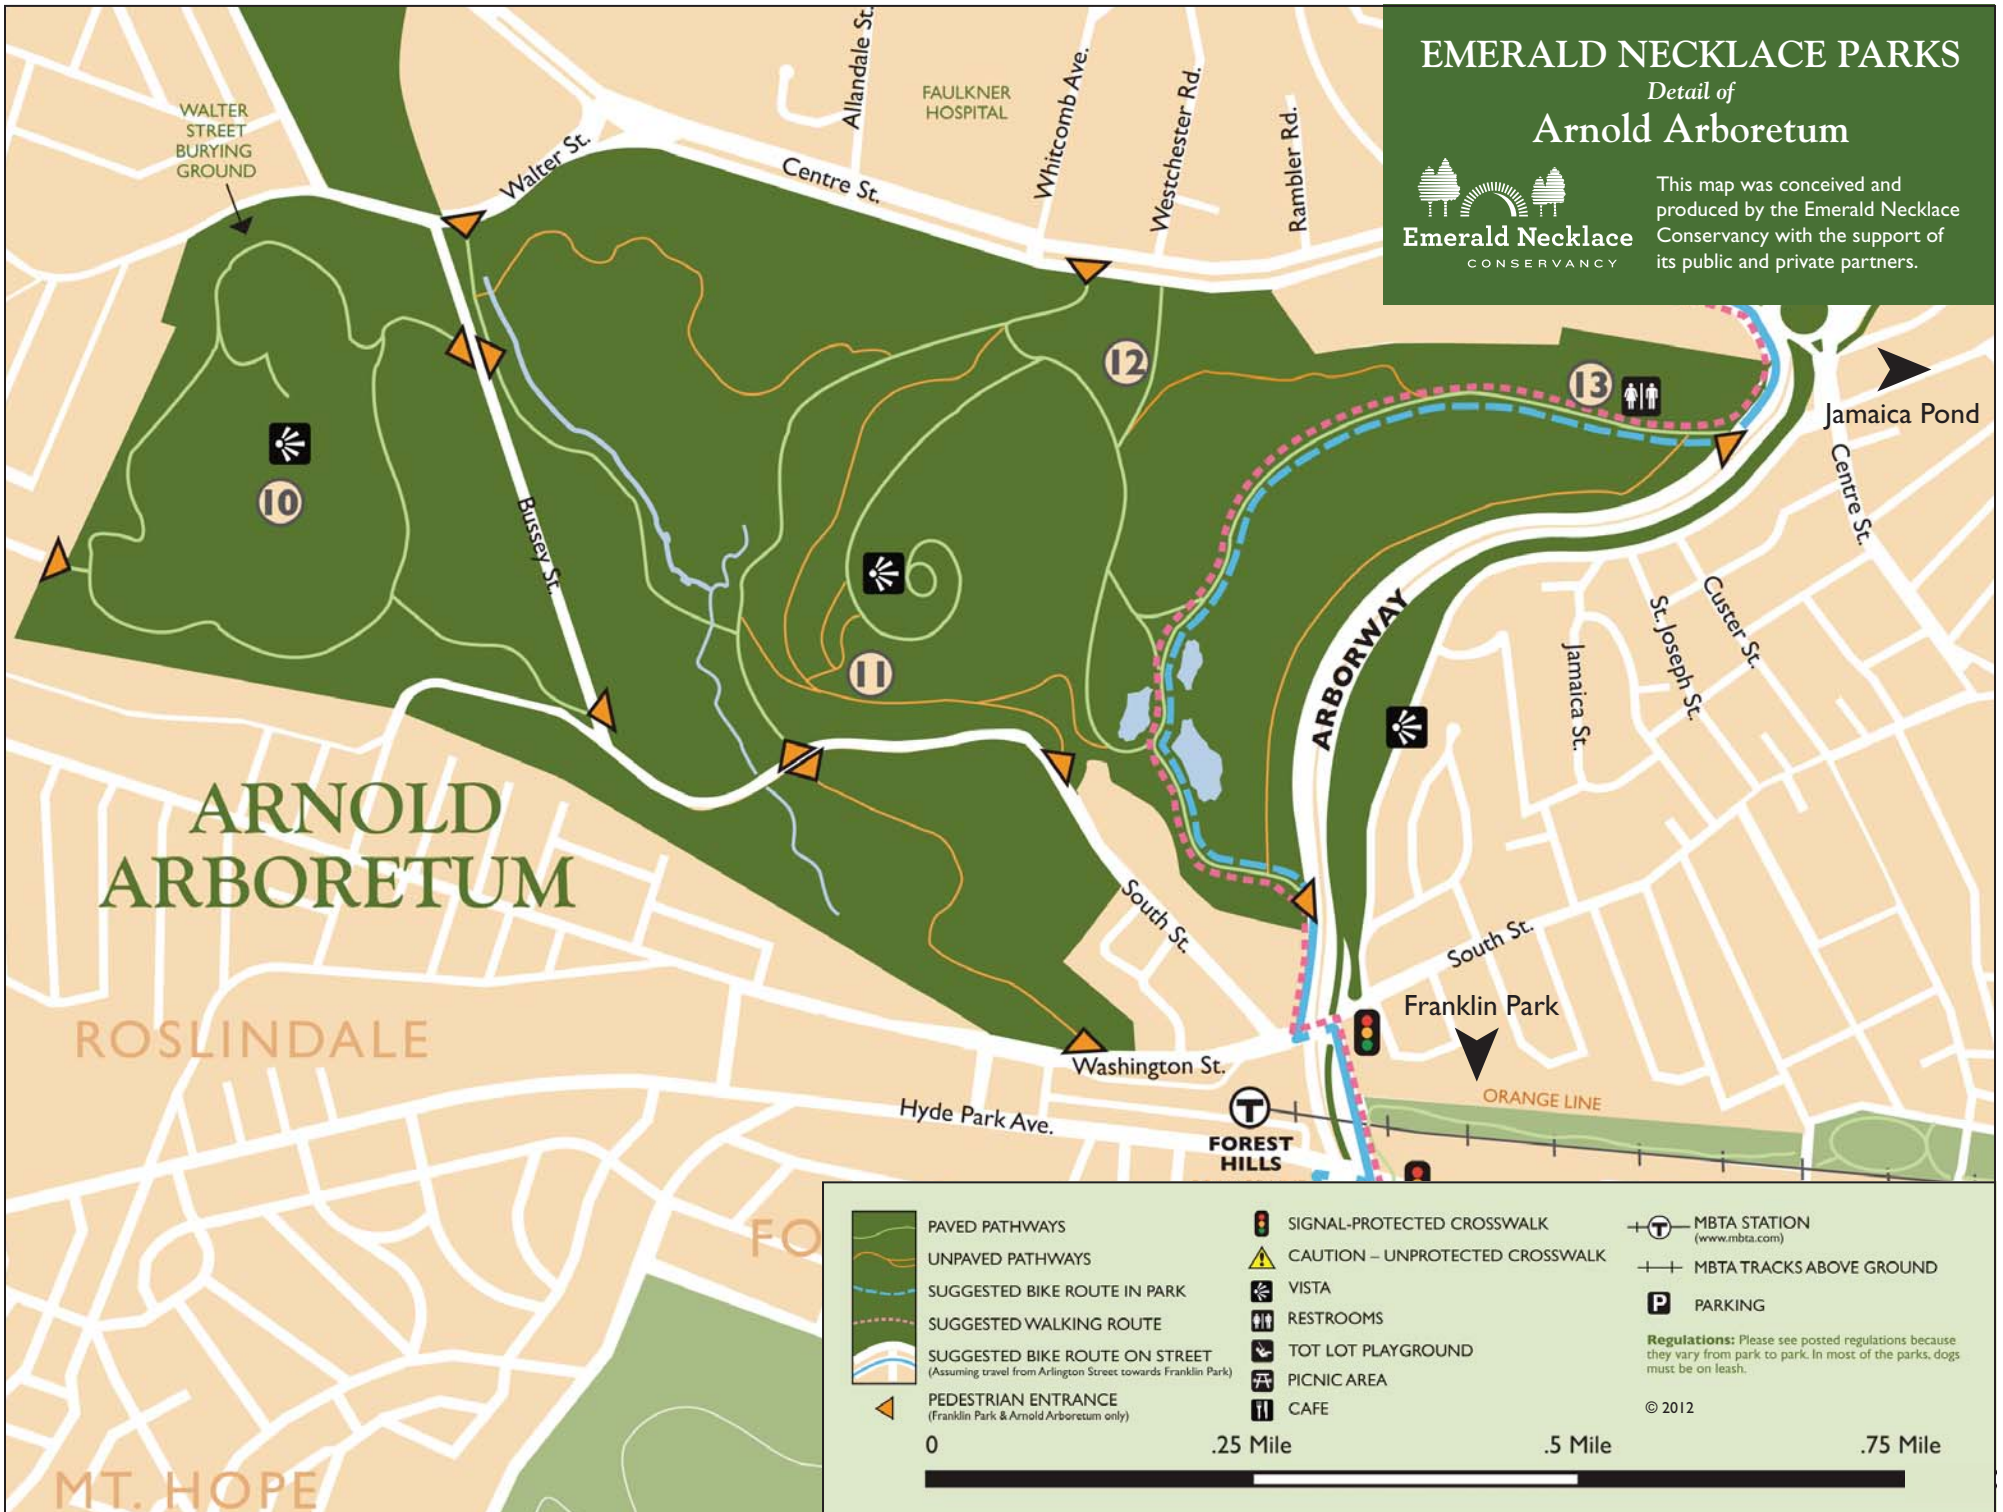 EMERALD NECKLACE PARKS
Detail of
Arnold Arboretum
Emerald Necklace
CONSERVANCY
This map was conceived and
produced by the Emerald Necklace
Conservancy with the support of
its public and private partners.
WALTER
STREET
BURYING
GROUND
Walter St.
Allandale St.
FAULKNER
HOSPITAL
Centre St.
Whitcomb Ave.
Westchester Rd.
Rambler Rd.
12
13
Jamaica Pond
Centre St.
10
Bussey St.
11
ARBORWAY
Custer St.
St. Joseph St.
Jamaica St.
ARNOLD
ARBORETUM
South St.
South St.
Franklin Park
ROSLINDALE
Washington St.
Hyde Park Ave.
ORANGE LINE
T
FOREST
HILLS
FO
MT. HOPE
PAVED PATHWAYS
UNPAVED PATHWAYS
SUGGESTED BIKE ROUTE IN PARK
SUGGESTED WALKING ROUTE
SUGGESTED BIKE ROUTE ON STREET
(Assuming travel from Arlington Street towards Franklin Park)
PEDESTRIAN ENTRANCE
(Franklin Park & Arnold Arboretum only)
SIGNAL-PROTECTED CROSSWALK
CAUTION – UNPROTECTED CROSSWALK
VISTA
RESTROOMS
TOT LOT PLAYGROUND
PICNIC AREA
CAFE
T MBTA STATION
(www.mbta.com)
MBTA TRACKS ABOVE GROUND
P PARKING
Regulations: Please see posted regulations because
they vary from park to park. In most of the parks, dogs
must be on leash.
© 2012
0 .25 Mile .5 Mile .75 Mile